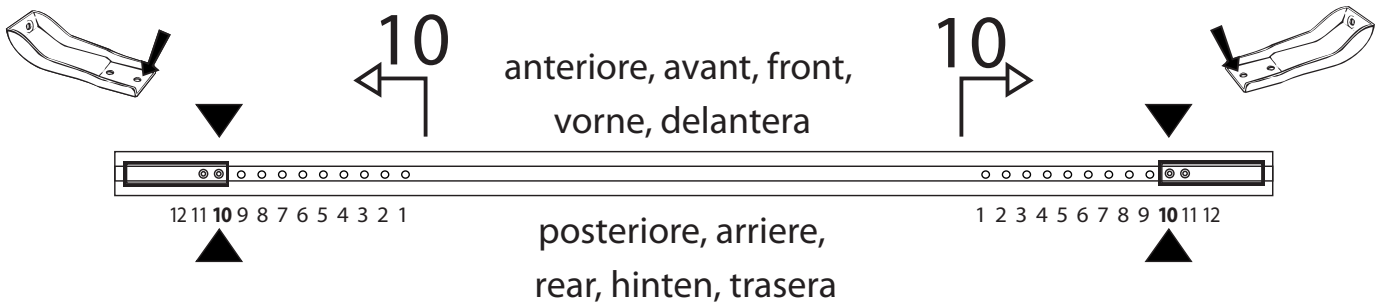 10
10
anteriore, avant, front,
vorne, delantera
12 11 10 9 8 7 6 5 4 3 2 1
1 2 3 4 5 6 7 8 9 10 11 12
posteriore, arriere,
rear, hinten, trasera